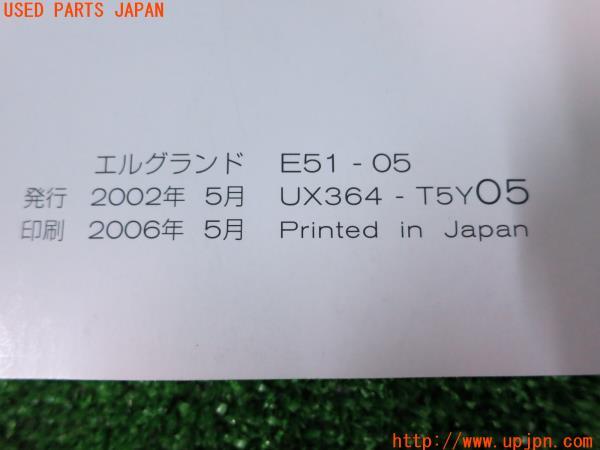 USED PARTS JAPAN
エルグランド E51 - 05
発行 2002年 5月 UX364 - T5Y05
印刷 2006年 5月 Printed in Japan
http://www.upjpn.com/